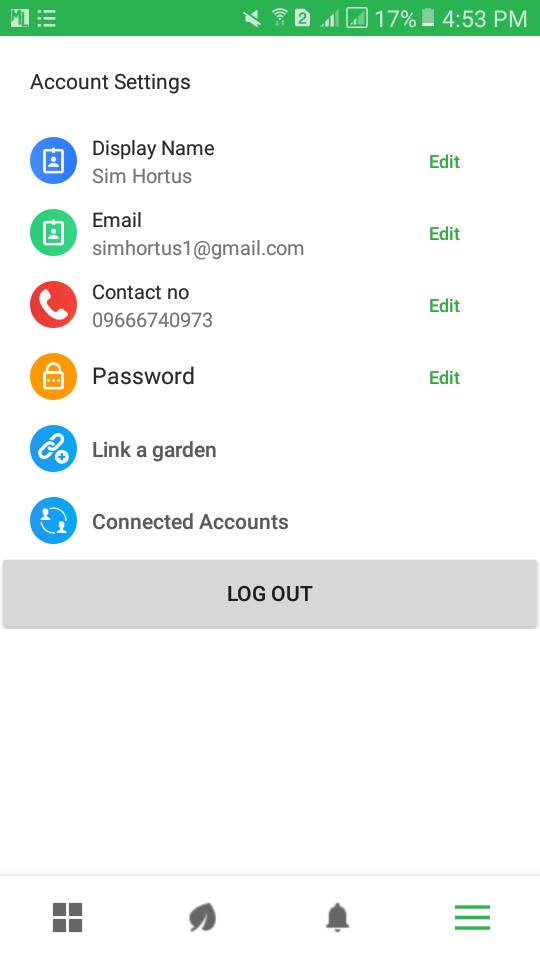 17% 4:53 PM
Account Settings
Display Name
Sim Hortus
Edit
Email
simhortus1@gmail.com
Edit
Contact no
09666740973
Edit
Password
Edit
Link a garden
Connected Accounts
LOG OUT